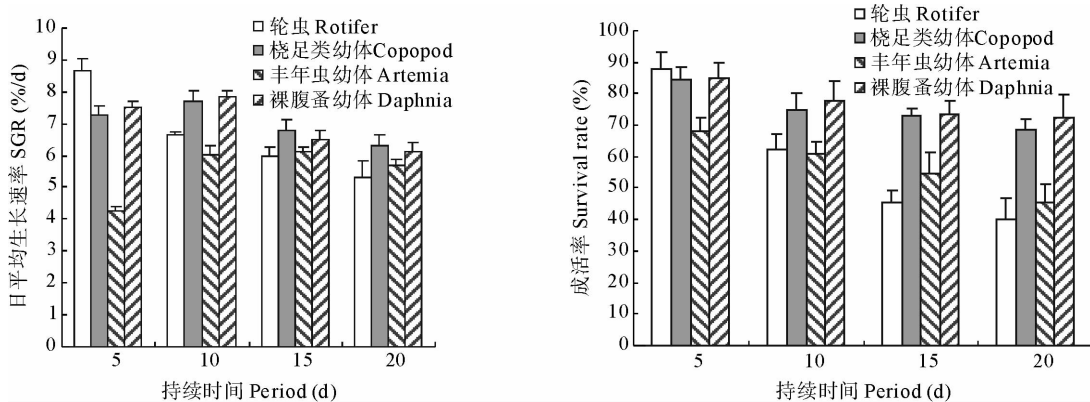 10
9
8
7
6
5
4
3
2
1
0
日平均生长速率 SGR (%/d)
轮虫 Rotifer
桡足类幼体Copopod
丰年虫幼体 Artemia
裸腹蚤幼体 Daphnia
5 10 15 20
持续时间 Period (d)
100
90
80
70
60
50
40
30
20
10
0
成活率 Survival rate (%)
轮虫 Rotifer
桡足类幼体Copopod
丰年虫幼体 Artemia
裸腹蚤幼体 Daphnia
5 10 15 20
持续时间 Period (d)